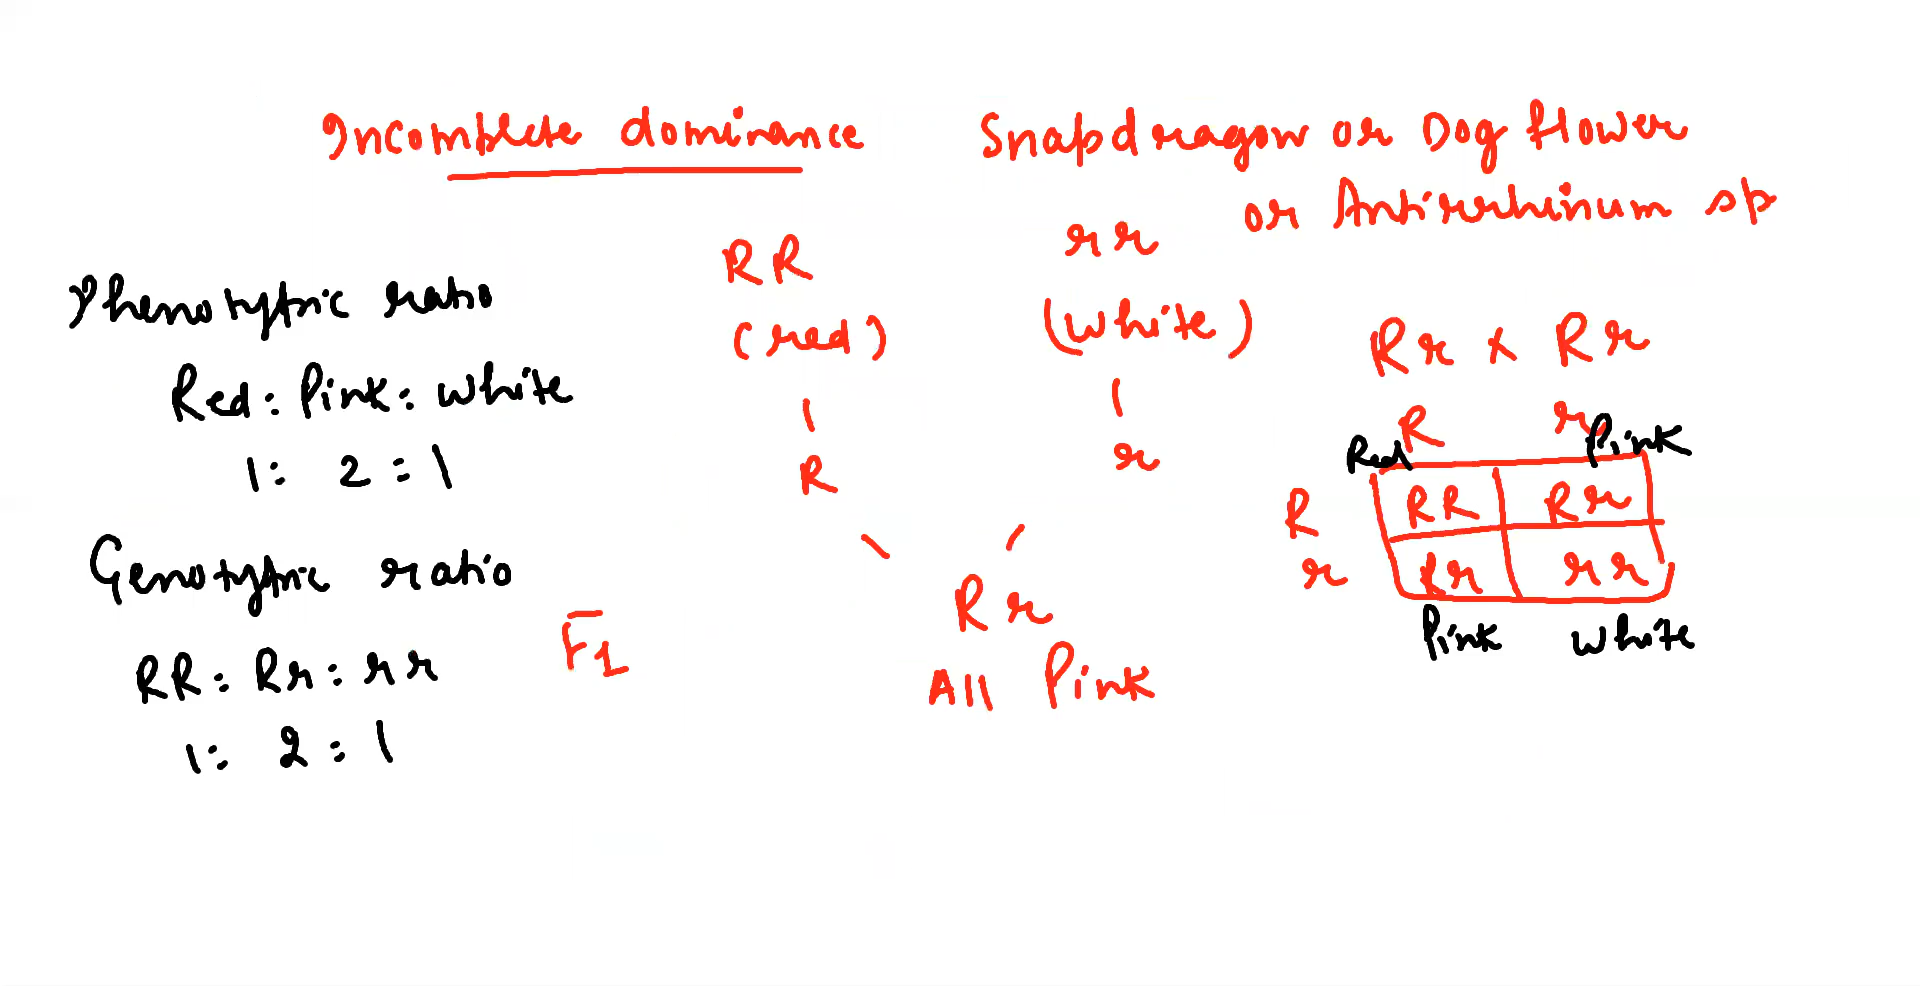 Incomplete dominance
Snapdragon or Dog flower
or Antirrhinum sp
RR
rr
(red)
(white)
R
r
F1
Rr
All Pink
Phenotypic ratio
Red : Pink : white
1 : 2 : 1
Genotypic ratio
RR : Rr : rr
1 : 2 : 1
Rr x Rr
R r
Red Pink
R RR Rr
r Rr rr
Pink white